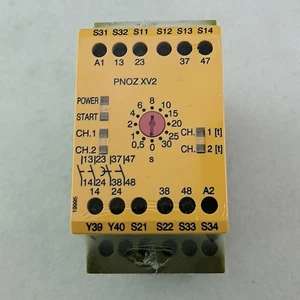 S31 S32 S11 S12 S13 S14
A1 13 23 37 47
PNOZ XV2
POWER
START
CH.1
CH.2
0 8 10 15 20 25 30 0,5 1 2 5 6
s
CH. 1 [t]
CH. 2 [t]
13 23 37 47
14 24 38 48
14 24 38 48 A2
Y39 Y40 S21 S22 S33 S34